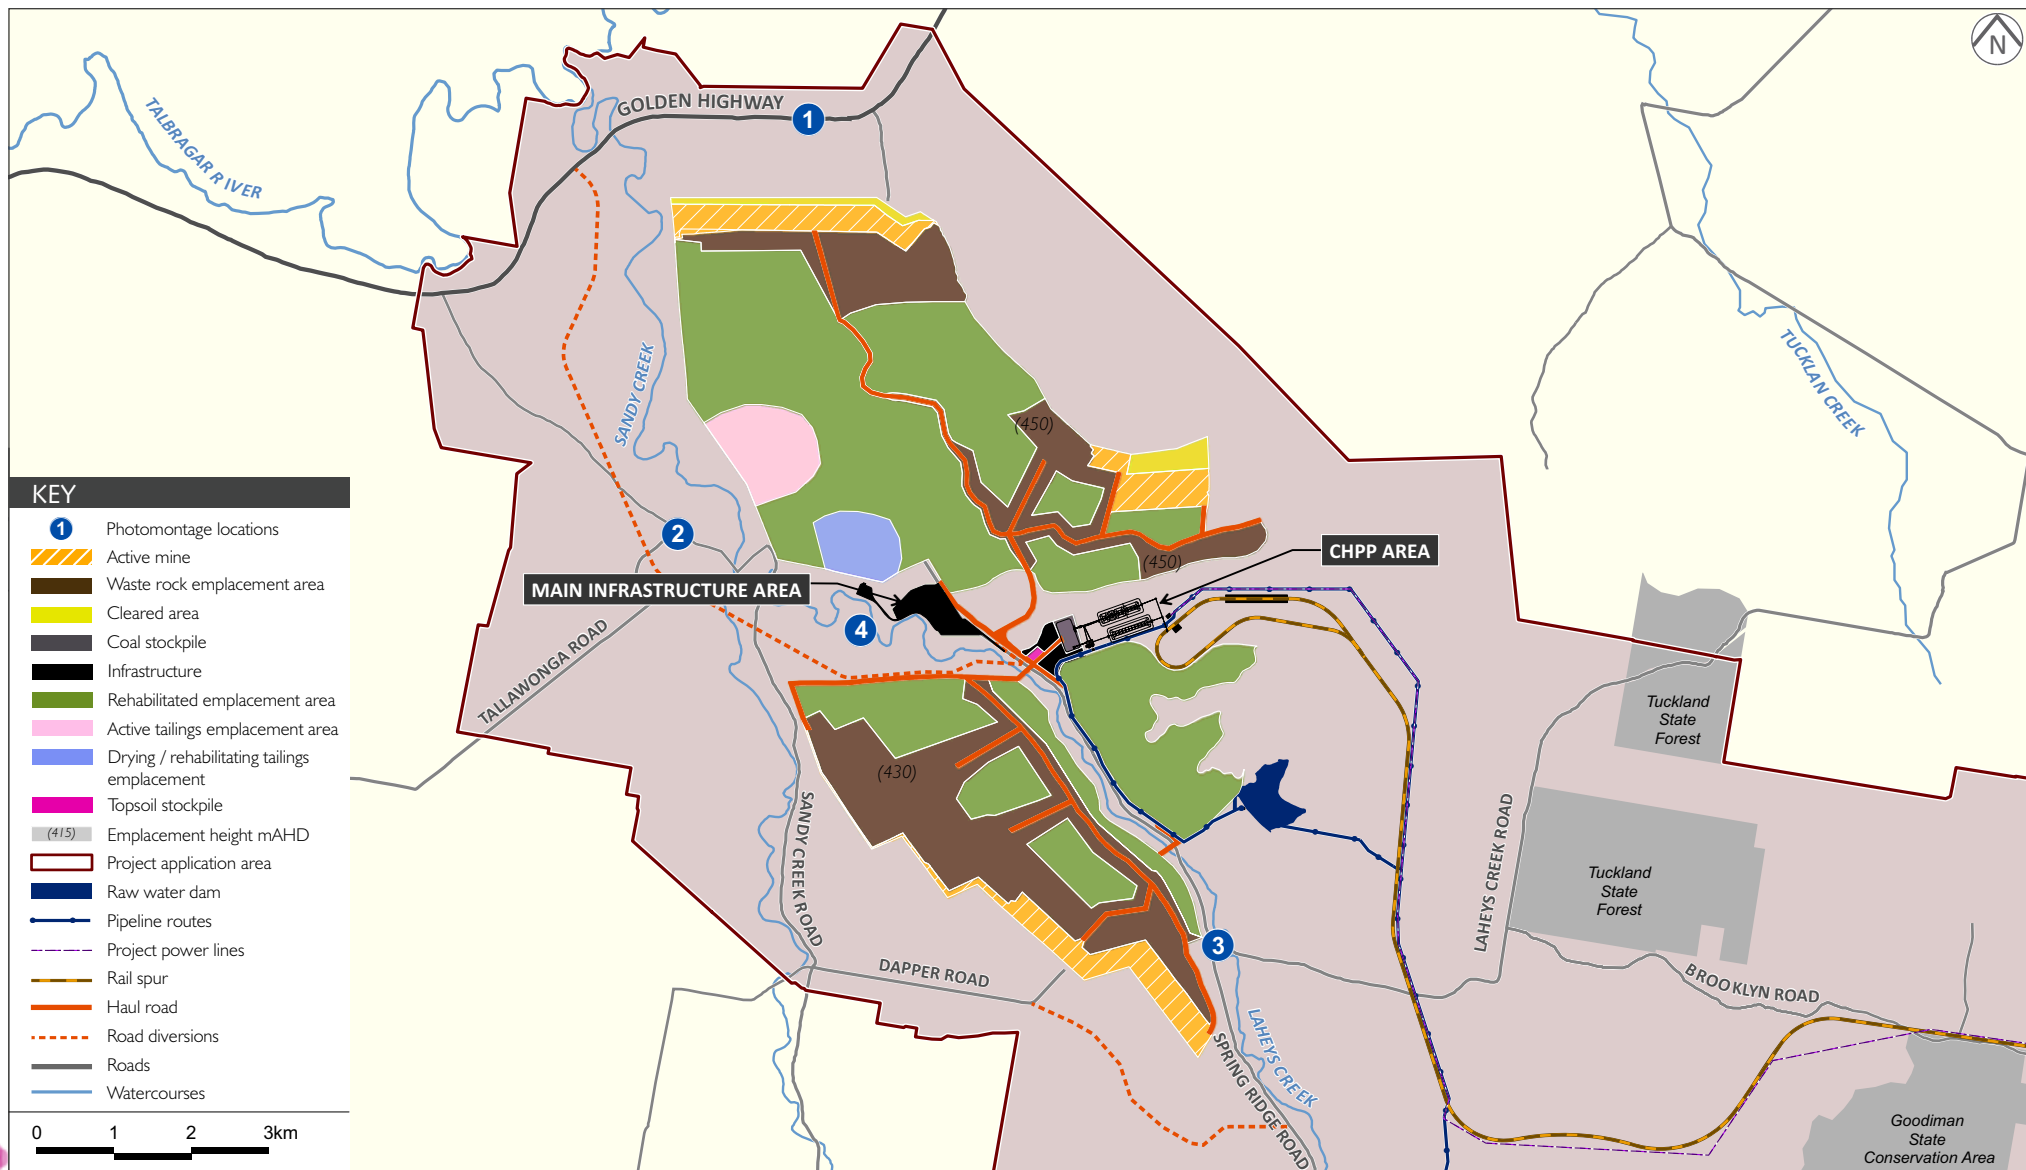 N
GOLDEN HIGHWAY
1
TALBRAGAR RIVER
SANDY CREEK
TUCKLAN CREEK
(450)
2
(450)
CHPP AREA
MAIN INFRASTRUCTURE AREA
4
TALLAWONGA ROAD
(430)
SANDY CREEK ROAD
Tuckland
State
Forest
LAHEYS CREEK ROAD
Tuckland
State
Forest
3
DAPPER ROAD
BROOKLYN ROAD
LAHEYS CREEK
SPRING RIDGE ROAD
Goodiman
State
Conservation Area
KEY
1 Photomontage locations
Active mine
Waste rock emplacement area
Cleared area
Coal stockpile
Infrastructure
Rehabilitated emplacement area
Active tailings emplacement area
Drying / rehabilitating tailings
emplacement
Topsoil stockpile
(415) Emplacement height mAHD
Project application area
Raw water dam
Pipeline routes
Project power lines
Rail spur
Haul road
Road diversions
Roads
Watercourses
0 1 2 3km